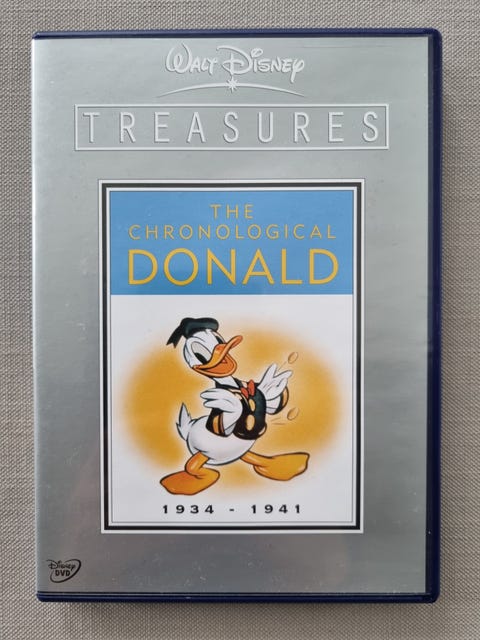 WALT DISNEY
TREASURES
THE
CHRONOLOGICAL
DONALD
1934 - 1941
DISNEY
DVD